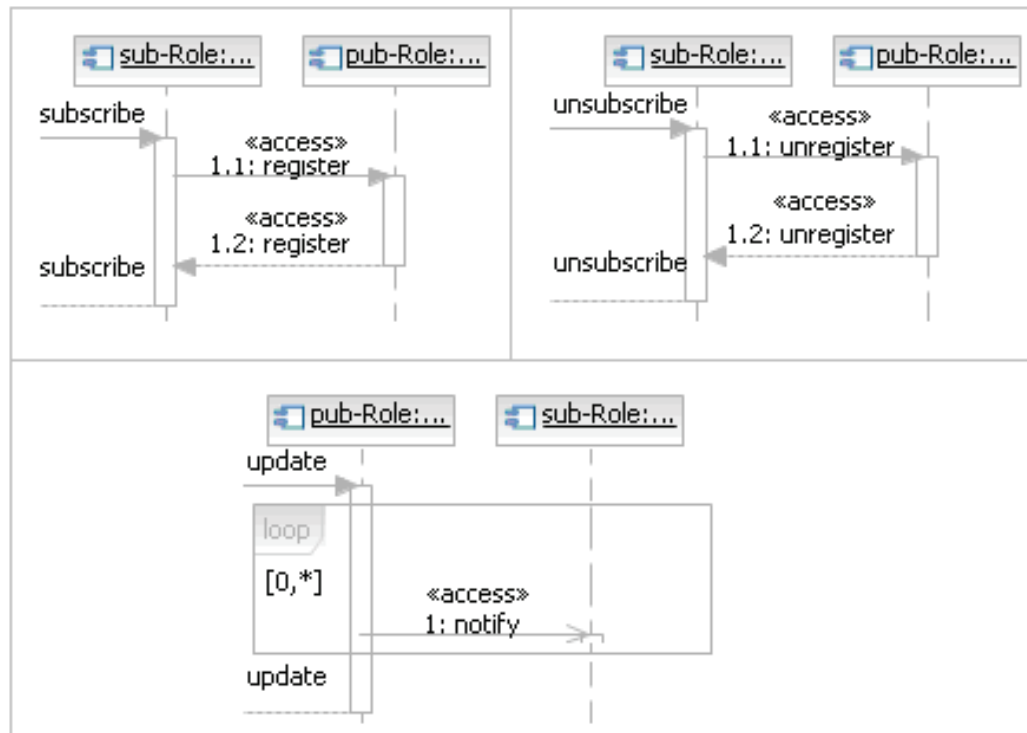 sub-Role:...
pub-Role:...
subscribe
«access»
1.1: register
«access»
1.2: register
subscribe
sub-Role:...
pub-Role:...
unsubscribe
«access»
1.1: unregister
«access»
1.2: unregister
unsubscribe
pub-Role:...
sub-Role:...
update
loop
[0,*]
«access»
1: notify
update